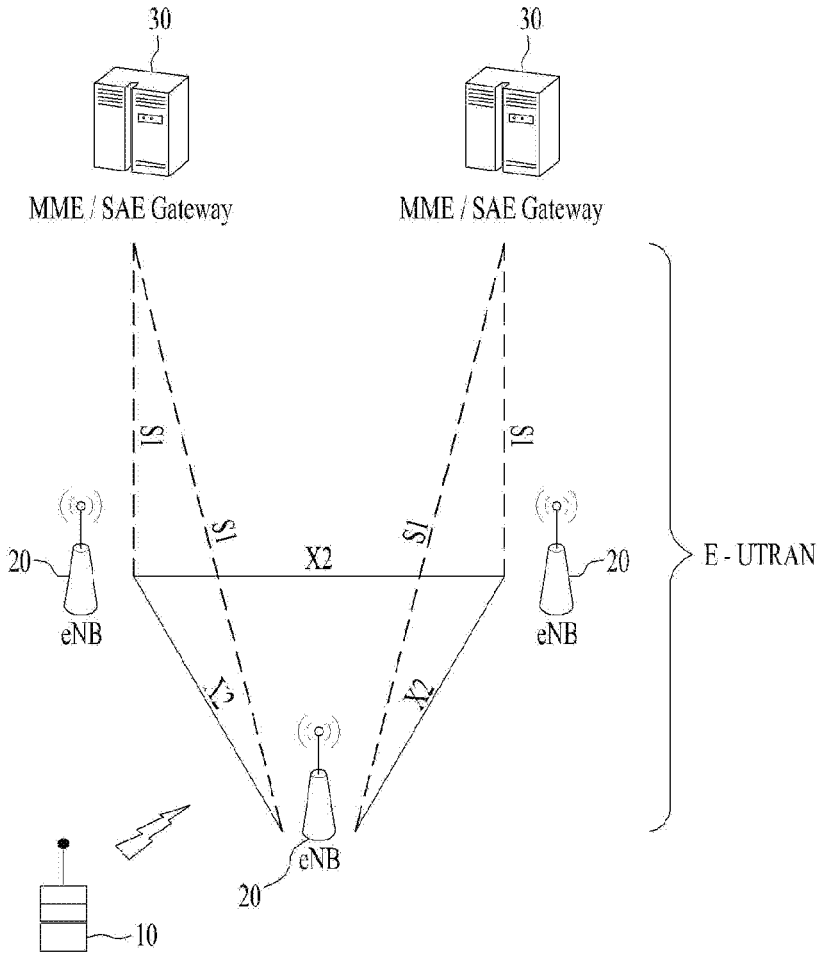 30
30
MME / SAE Gateway
MME / SAE Gateway
S1
S1
S1
S1
X2
20
20
E - UTRAN
eNB
eNB
X2
X2
20
eNB
10